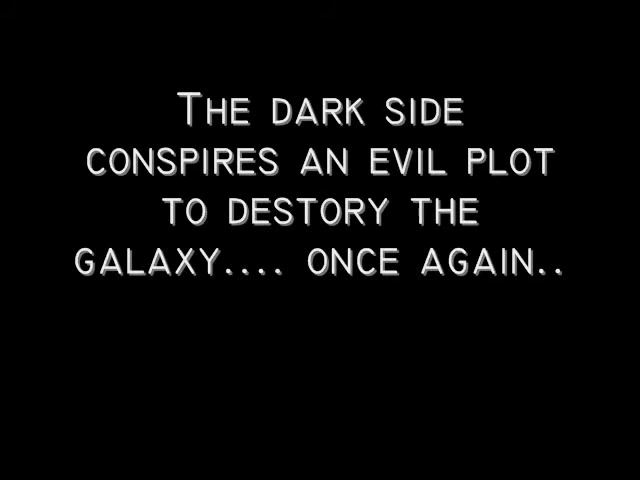 THE DARK SIDE
CONSPIRES AN EVIL PLOT
TO DESTORY THE
GALAXY.... ONCE AGAIN..